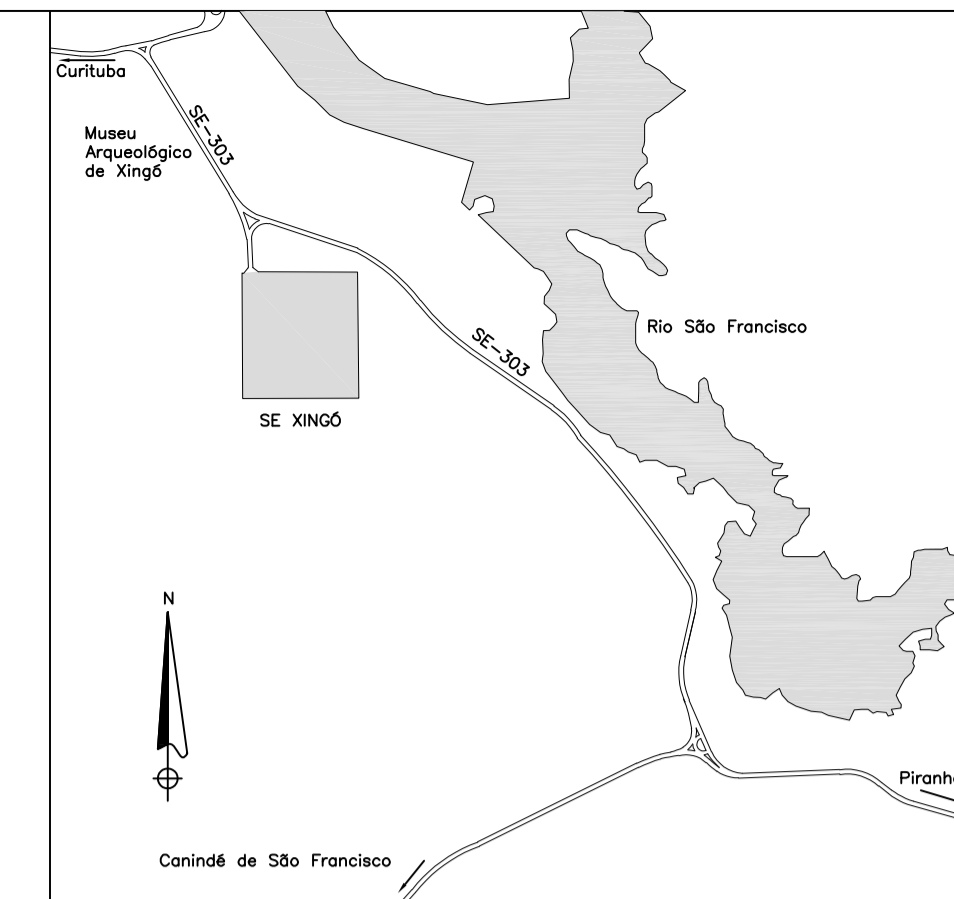 Curituba
Museu
Arqueológico
de Xingó
SE-303
SE-303
Rio São Francisco
SE XINGÓ
N
Canindé de São Francisco